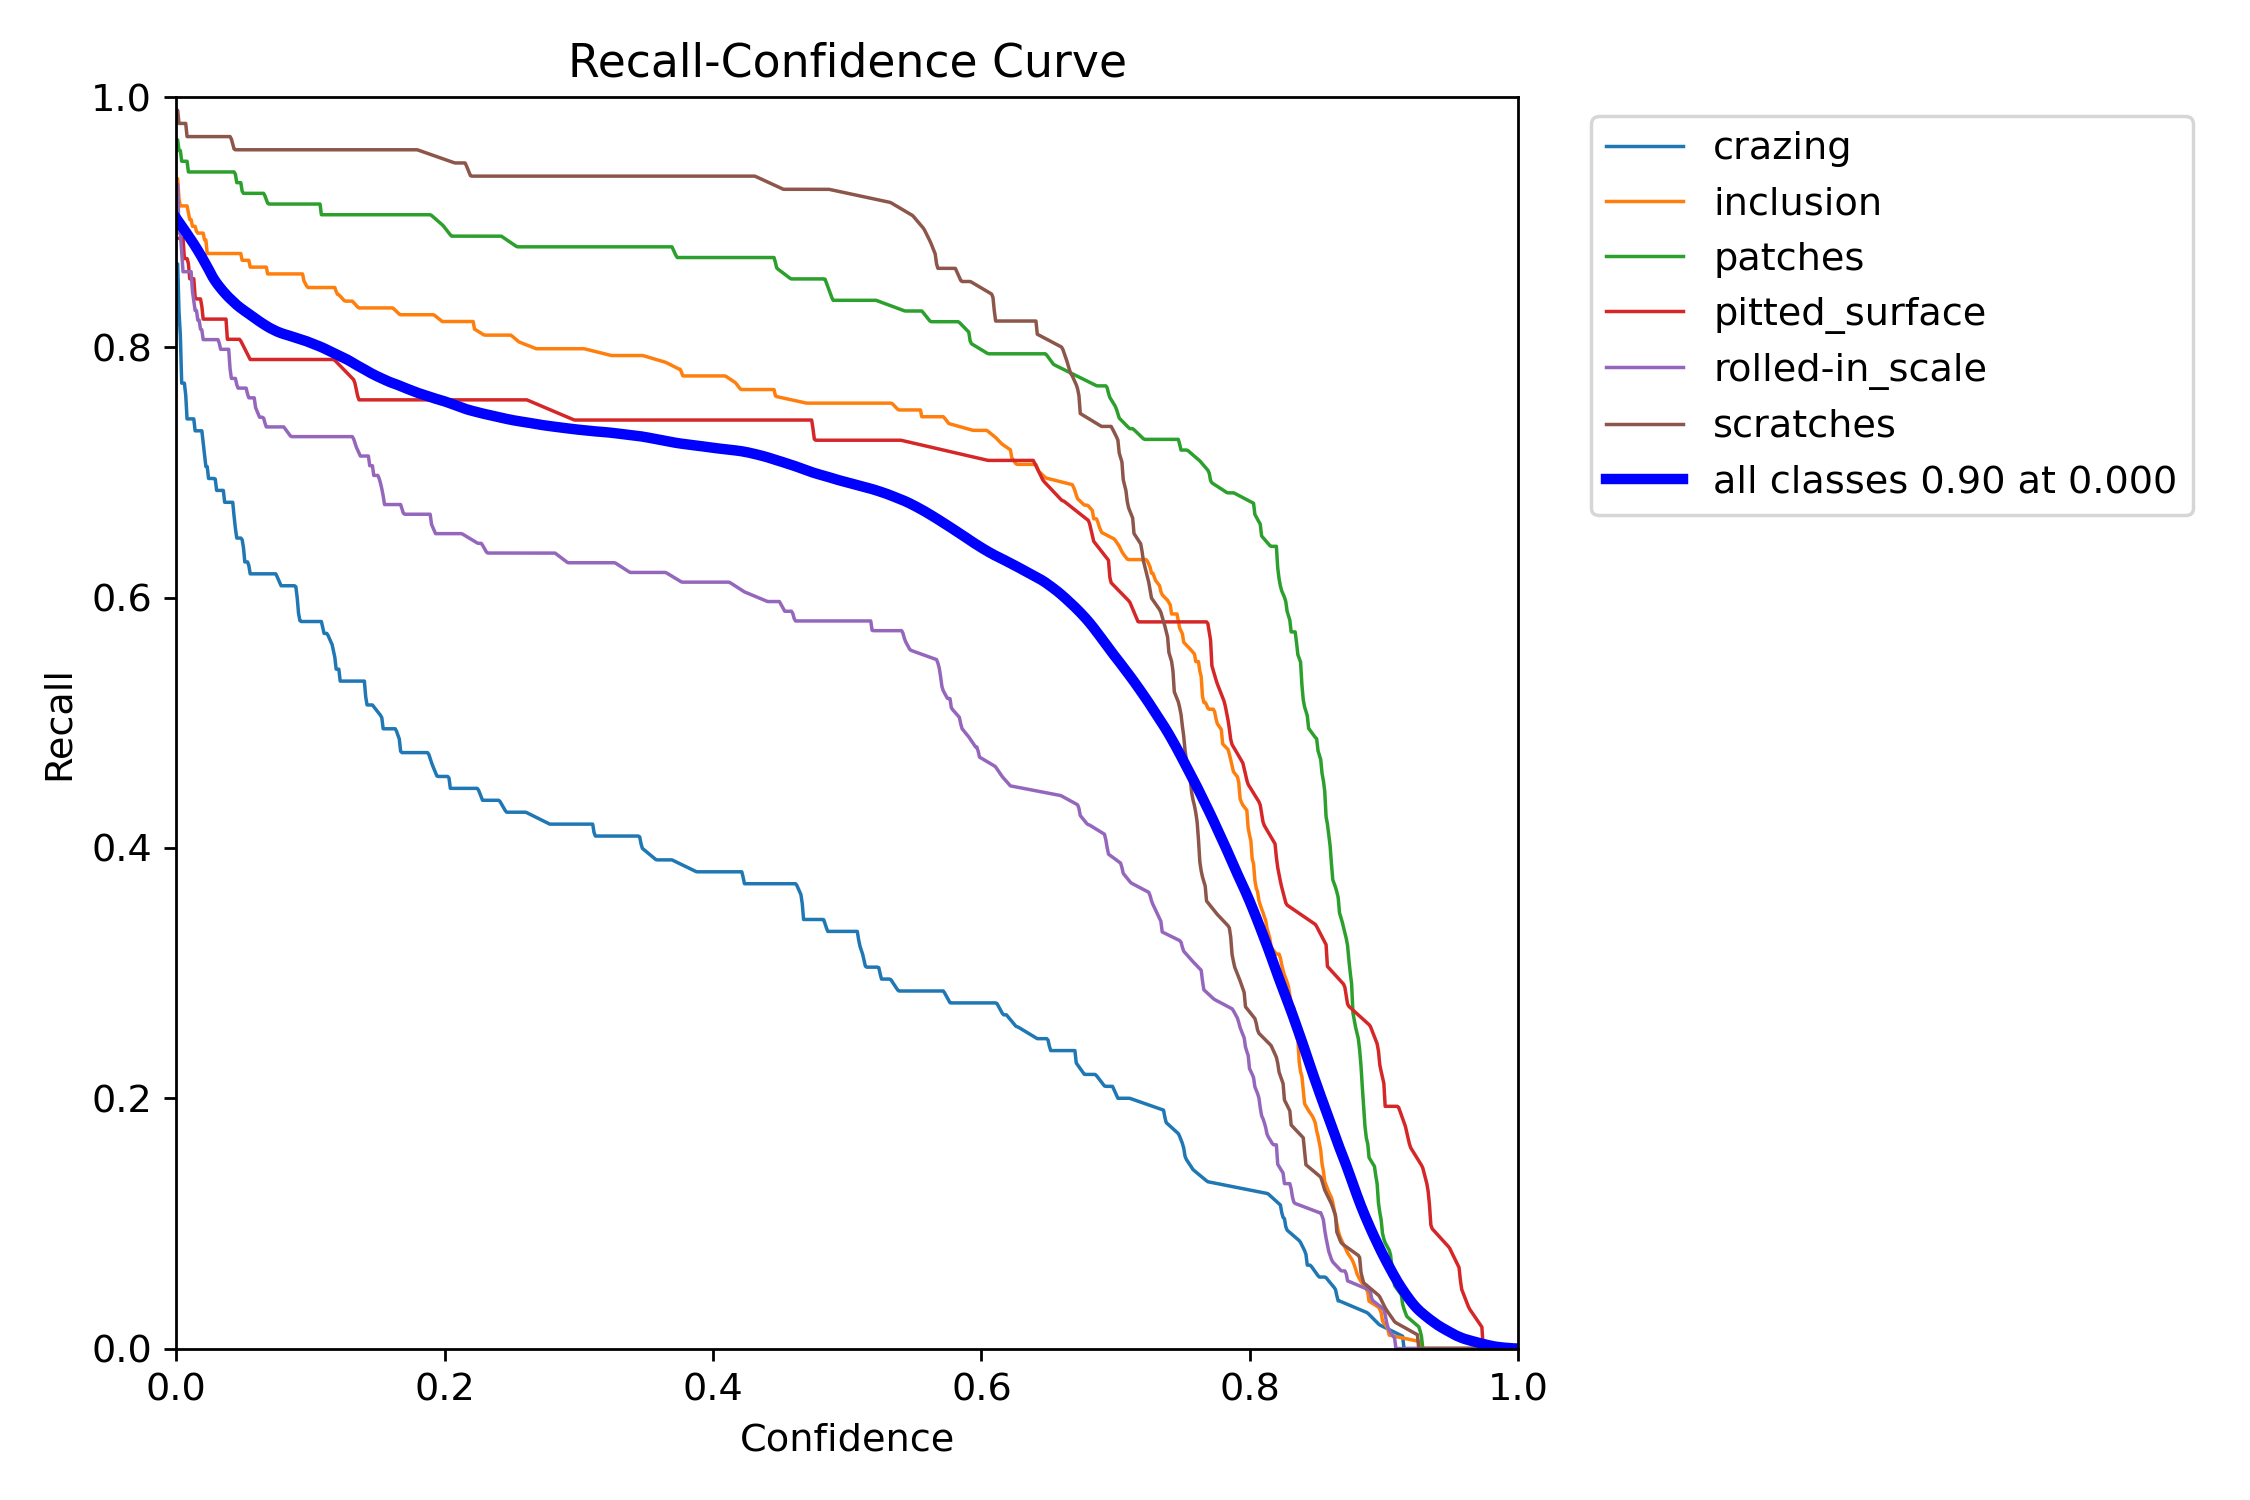 Recall-Confidence Curve
1.0
0.8
0.6
0.4
0.2
0.0
Recall
0.0 0.2 0.4 0.6 0.8 1.0
Confidence
crazing
inclusion
patches
pitted_surface
rolled-in_scale
scratches
all classes 0.90 at 0.000